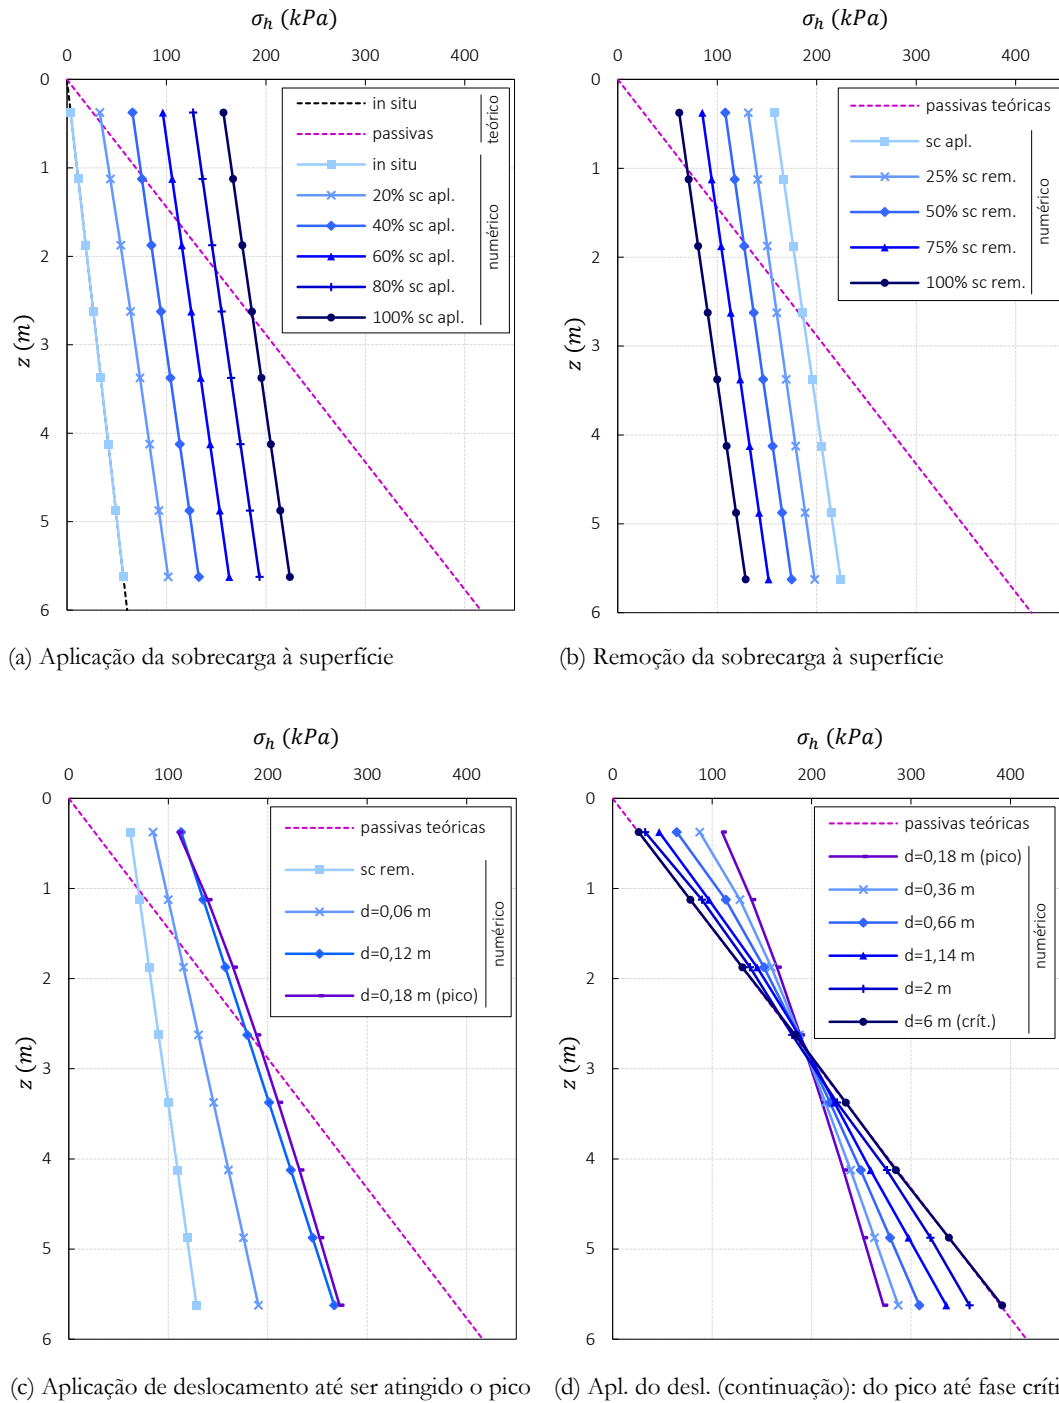 σh (kPa)
0 100 200 300 400
0
1
2
3
4
5
6
z (m)
in situ
passivas
teórico
in situ
20% sc apl.
40% sc apl.
60% sc apl.
80% sc apl.
100% sc apl.
numérico
(a) Aplicação da sobrecarga à superfície
σh (kPa)
0 100 200 300 400
0
1
2
3
4
5
6
z (m)
passivas teóricas
sc apl.
25% sc rem.
50% sc rem.
75% sc rem.
100% sc rem.
numérico
(b) Remoção da sobrecarga à superfície
σh (kPa)
0 100 200 300 400
0
1
2
3
4
5
6
z (m)
passivas teóricas
sc rem.
d=0,06 m
d=0,12 m
d=0,18 m (pico)
numérico
(c) Aplicação de deslocamento até ser atingido o pico
σh (kPa)
0 100 200 300 400
0
1
2
3
4
5
6
z (m)
passivas teóricas
d=0,18 m (pico)
d=0,36 m
d=0,66 m
d=1,14 m
d=2 m
d=6 m (crít.)
numérico
(d) Apl. do desl. (continuação): do pico até fase críti